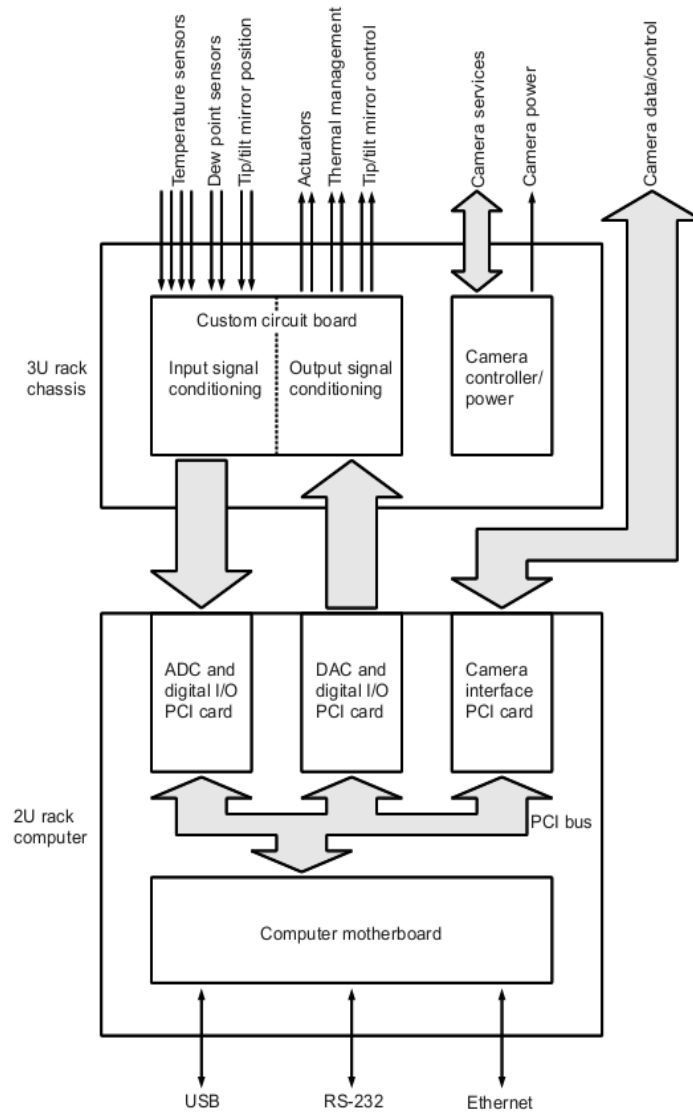 Temperature sensors
Dew point sensors
Tip/tilt mirror position
Actuators
Thermal management
Tip/tilt mirror control
Camera services
Camera power
Camera data/control
3U rack
chassis
Custom circuit board
Input signal
conditioning
Output signal
conditioning
Camera
controller/
power
ADC and
digital I/O
PCI card
DAC and
digital I/O
PCI card
Camera
interface
PCI card
2U rack
computer
PCI bus
Computer motherboard
USB
RS-232
Ethernet